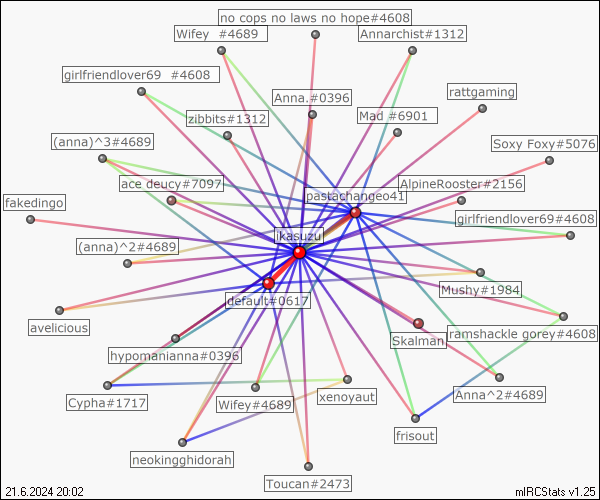 no cops no laws no hope#4608
Wifey #4689
Annarchist#1312
girlfriendlover69 #4608
rattgaming
Anna.#0396
zibbits#1312
Mad #6901
(anna)^3#4689
Soxy Foxy#5076
ace deucy#7097
AlpineRooster#2156
pastachangeo41
fakedingo
girlfriendlover69#4608
ikasuzu
(anna)^2#4689
Mushy#1984
default#0617
avelicious
ramshackle gorey#4608
Skalman
hypomanianna#0396
Anna^2#4689
xenoyaut
Cypha#1717
Wifey#4689
frisout
neokingghidorah
Toucan#2473
21.6.2024 20:02
mIRCStats v1.25